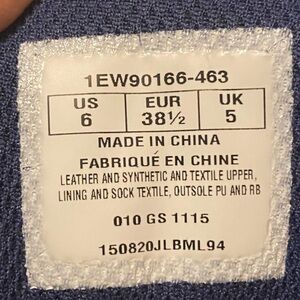 1EW90166-463
US EUR UK
6 38½ 5
MADE IN CHINA
FABRIQUÉ EN CHINE
LEATHER AND SYNTHETIC AND TEXTILE UPPER,
LINING AND SOCK TEXTILE, OUTSOLE PU AND RB
010 GS 1115
150820JLBML94